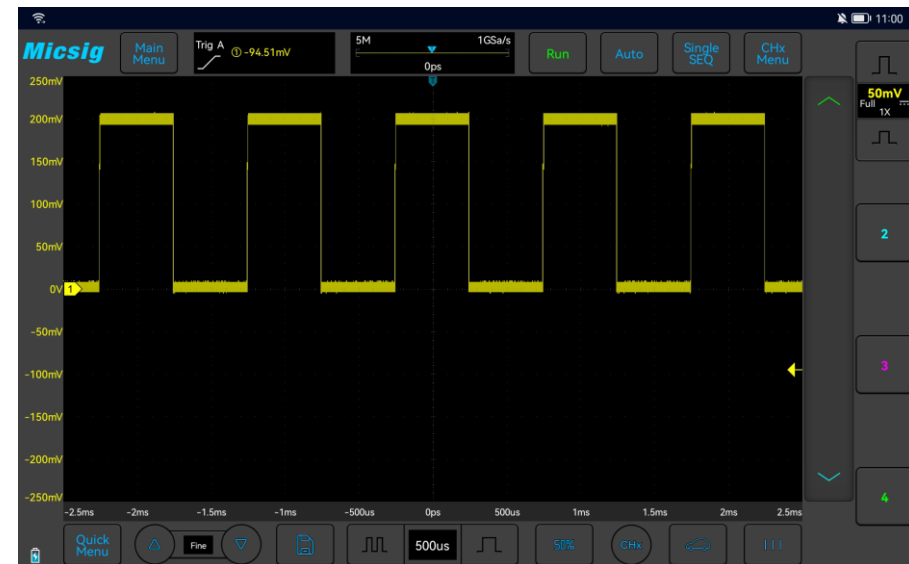 11:00
Micsig
Main
Menu
Trig A
① -94.51mV
5M
1GSa/s
0ps
Run
Auto
Single
SEQ
CHx
Menu
250mV
200mV
150mV
100mV
50mV
0V
1
-50mV
-100mV
-150mV
-200mV
-250mV
50mV
Full
1X
2
3
4
-2.5ms
-2ms
-1.5ms
-1ms
-500us
0ps
500us
1ms
1.5ms
2ms
2.5ms
Quick
Menu
Fine
500us
50%
CHx